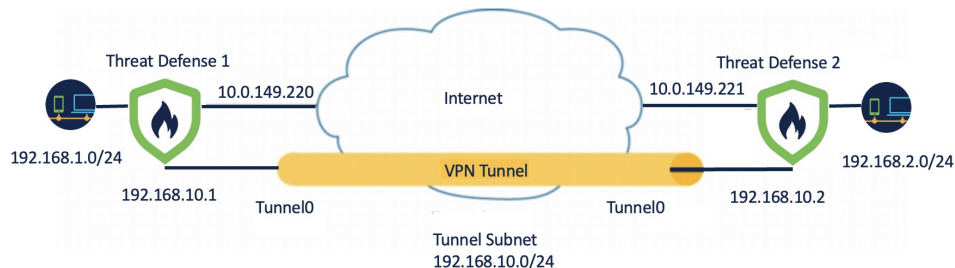 Threat Defense 1
Threat Defense 2
10.0.149.220
Internet
10.0.149.221
192.168.1.0/24
VPN Tunnel
192.168.2.0/24
192.168.10.1
192.168.10.2
Tunnel0
Tunnel0
Tunnel Subnet
192.168.10.0/24